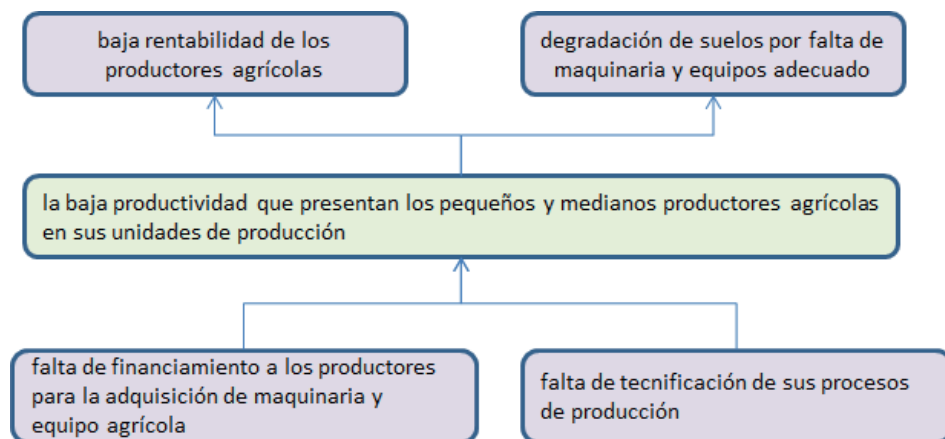 baja rentabilidad de los
productores agrícolas
degradación de suelos por falta de
maquinaria y equipos adecuado
la baja productividad que presentan los pequeños y medianos productores agrícolas
en sus unidades de producción
falta de financiamiento a los productores
para la adquisición de maquinaria y
equipo agrícola
falta de tecnificación de sus procesos
de producción